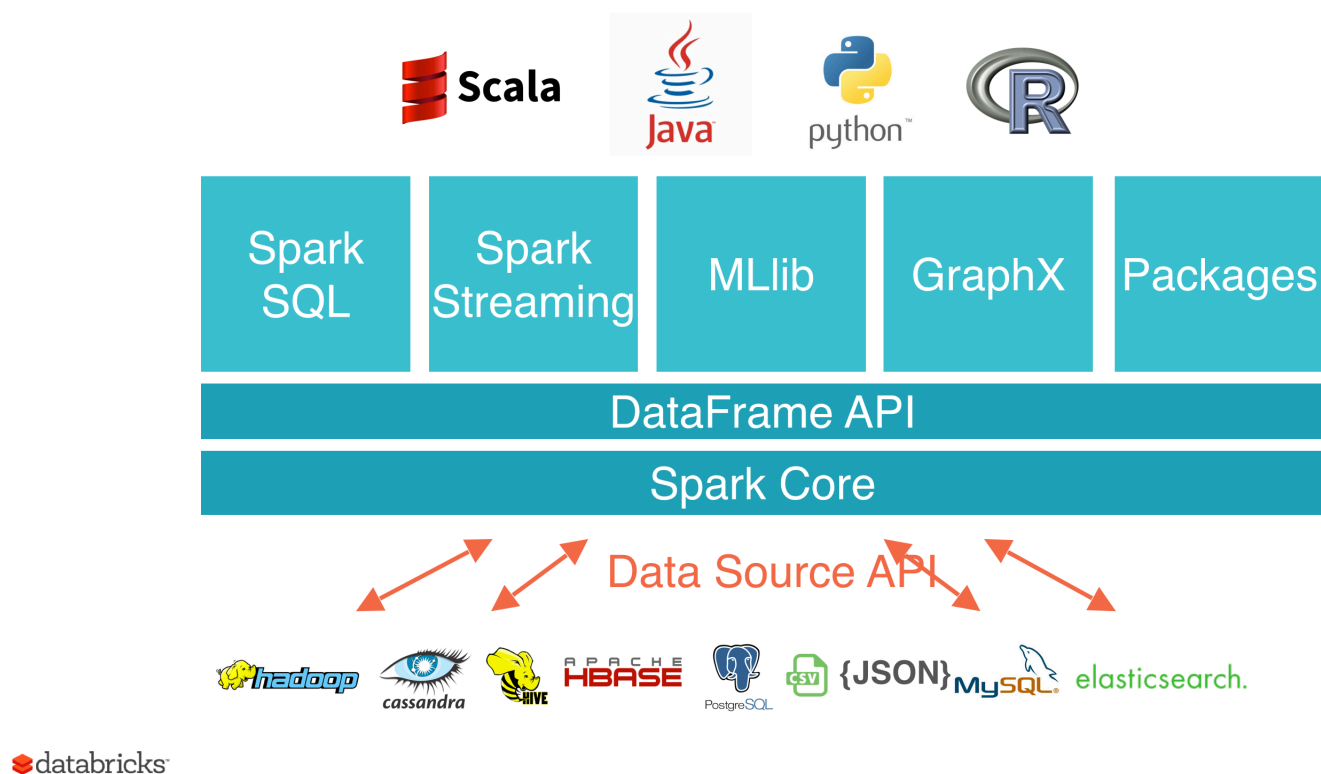 Scala
Java
python™
R
Spark
SQL
Spark
Streaming
MLlib
GraphX
Packages
DataFrame API
Spark Core
Data Source API
hadoop
cassandra
HIVE
APACHE
HBASE
PostgreSQL
CSV
{JSON}
MySQL®
elasticsearch.
databricks™